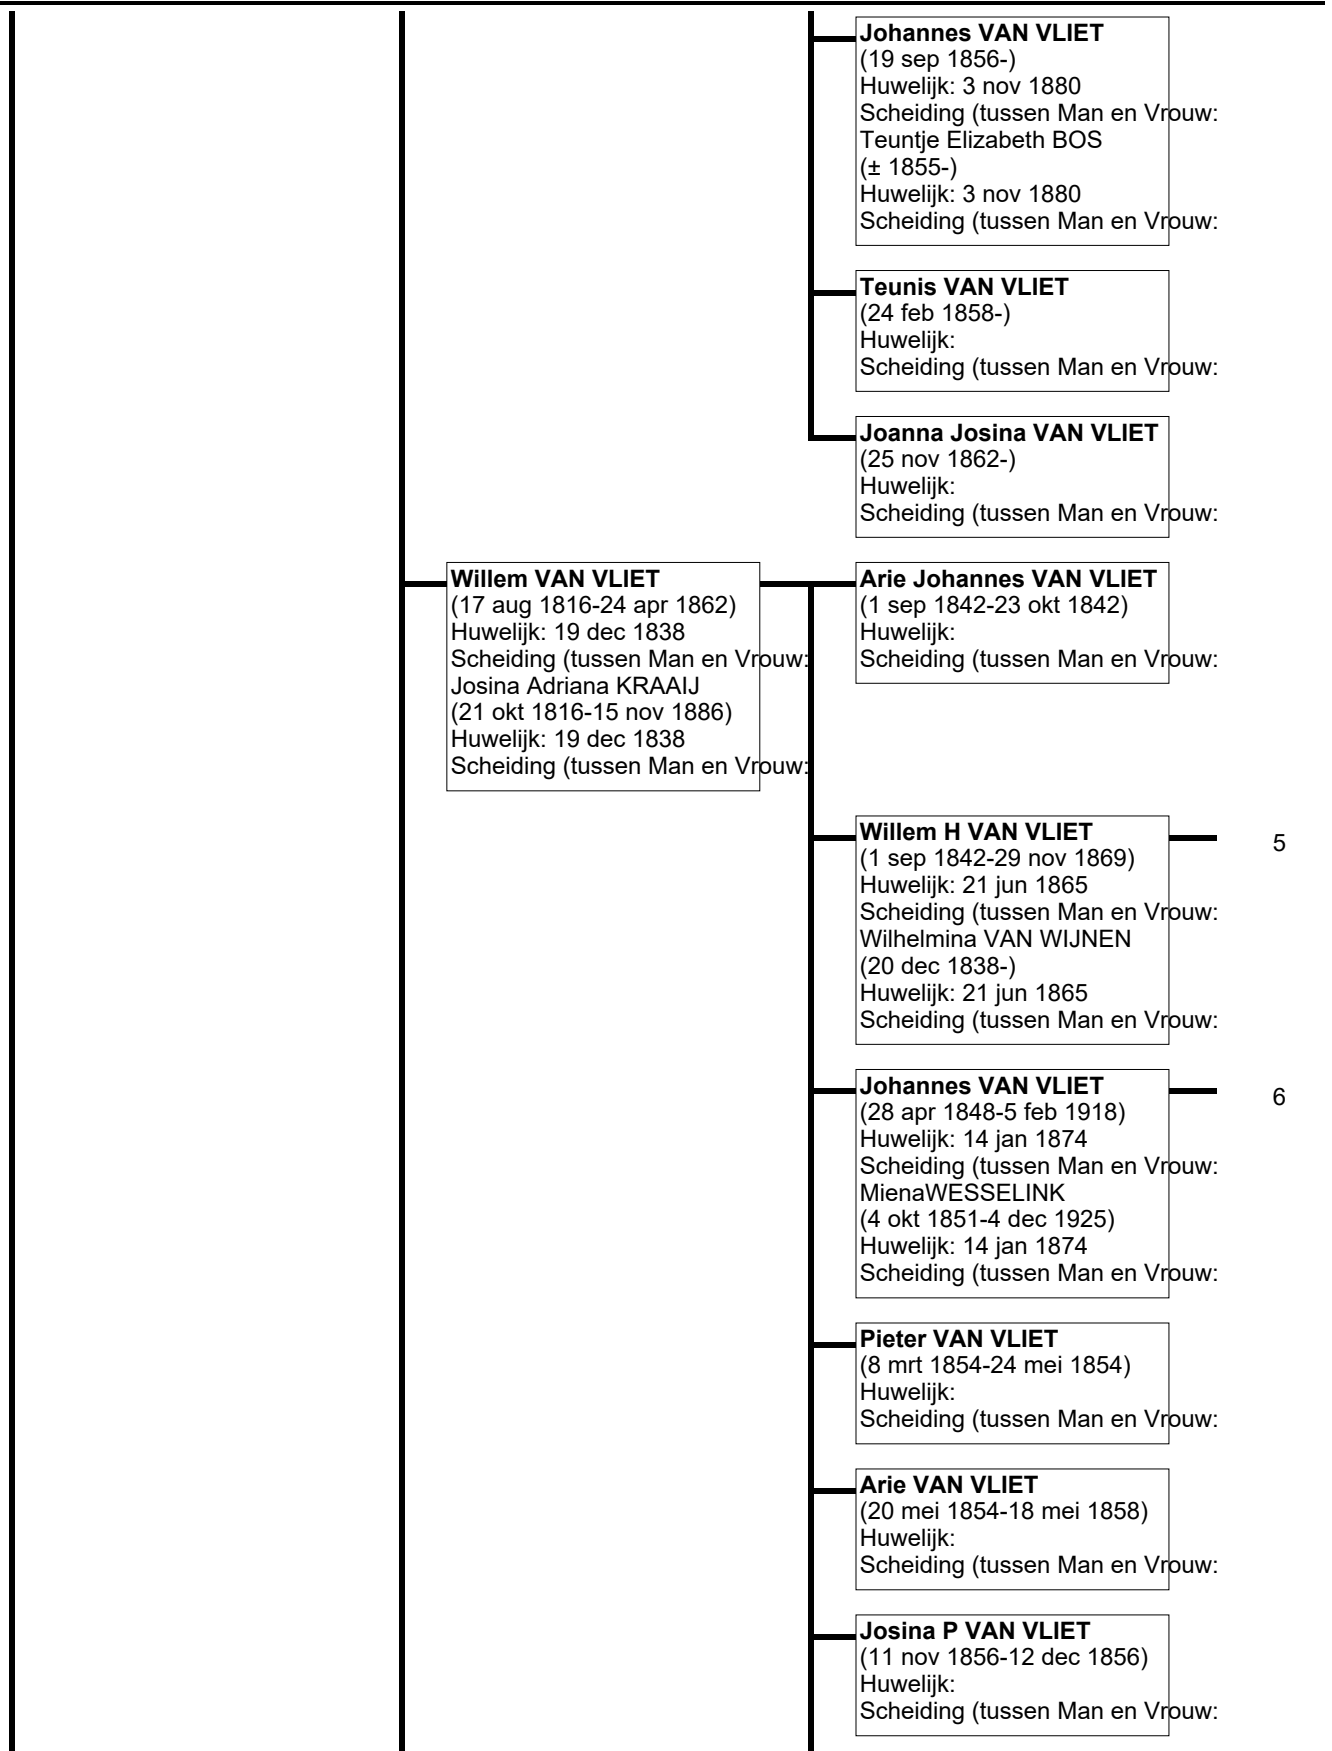 Johannes VAN VLIET
(19 sep 1856-)
Huwelijk: 3 nov 1880
Scheiding (tussen Man en Vrouw:
Teuntje Elizabeth BOS
(± 1855-)
Huwelijk: 3 nov 1880
Scheiding (tussen Man en Vrouw:
Teunis VAN VLIET
(24 feb 1858-)
Huwelijk:
Scheiding (tussen Man en Vrouw:
Joanna Josina VAN VLIET
(25 nov 1862-)
Huwelijk:
Scheiding (tussen Man en Vrouw:
Willem VAN VLIET
(17 aug 1816-24 apr 1862)
Huwelijk: 19 dec 1838
Scheiding (tussen Man en Vrouw:
Josina Adriana KRAAIJ
(21 okt 1816-15 nov 1886)
Huwelijk: 19 dec 1838
Scheiding (tussen Man en Vrouw:
Arie Johannes VAN VLIET
(1 sep 1842-23 okt 1842)
Huwelijk:
Scheiding (tussen Man en Vrouw:
Willem H VAN VLIET
(1 sep 1842-29 nov 1869)
Huwelijk: 21 jun 1865
Scheiding (tussen Man en Vrouw:
Wilhelmina VAN WIJNEN
(20 dec 1838-)
Huwelijk: 21 jun 1865
Scheiding (tussen Man en Vrouw:
5
Johannes VAN VLIET
(28 apr 1848-5 feb 1918)
Huwelijk: 14 jan 1874
Scheiding (tussen Man en Vrouw:
MienaWESSELINK
(4 okt 1851-4 dec 1925)
Huwelijk: 14 jan 1874
Scheiding (tussen Man en Vrouw:
6
Pieter VAN VLIET
(8 mrt 1854-24 mei 1854)
Huwelijk:
Scheiding (tussen Man en Vrouw:
Arie VAN VLIET
(20 mei 1854-18 mei 1858)
Huwelijk:
Scheiding (tussen Man en Vrouw:
Josina P VAN VLIET
(11 nov 1856-12 dec 1856)
Huwelijk:
Scheiding (tussen Man en Vrouw: